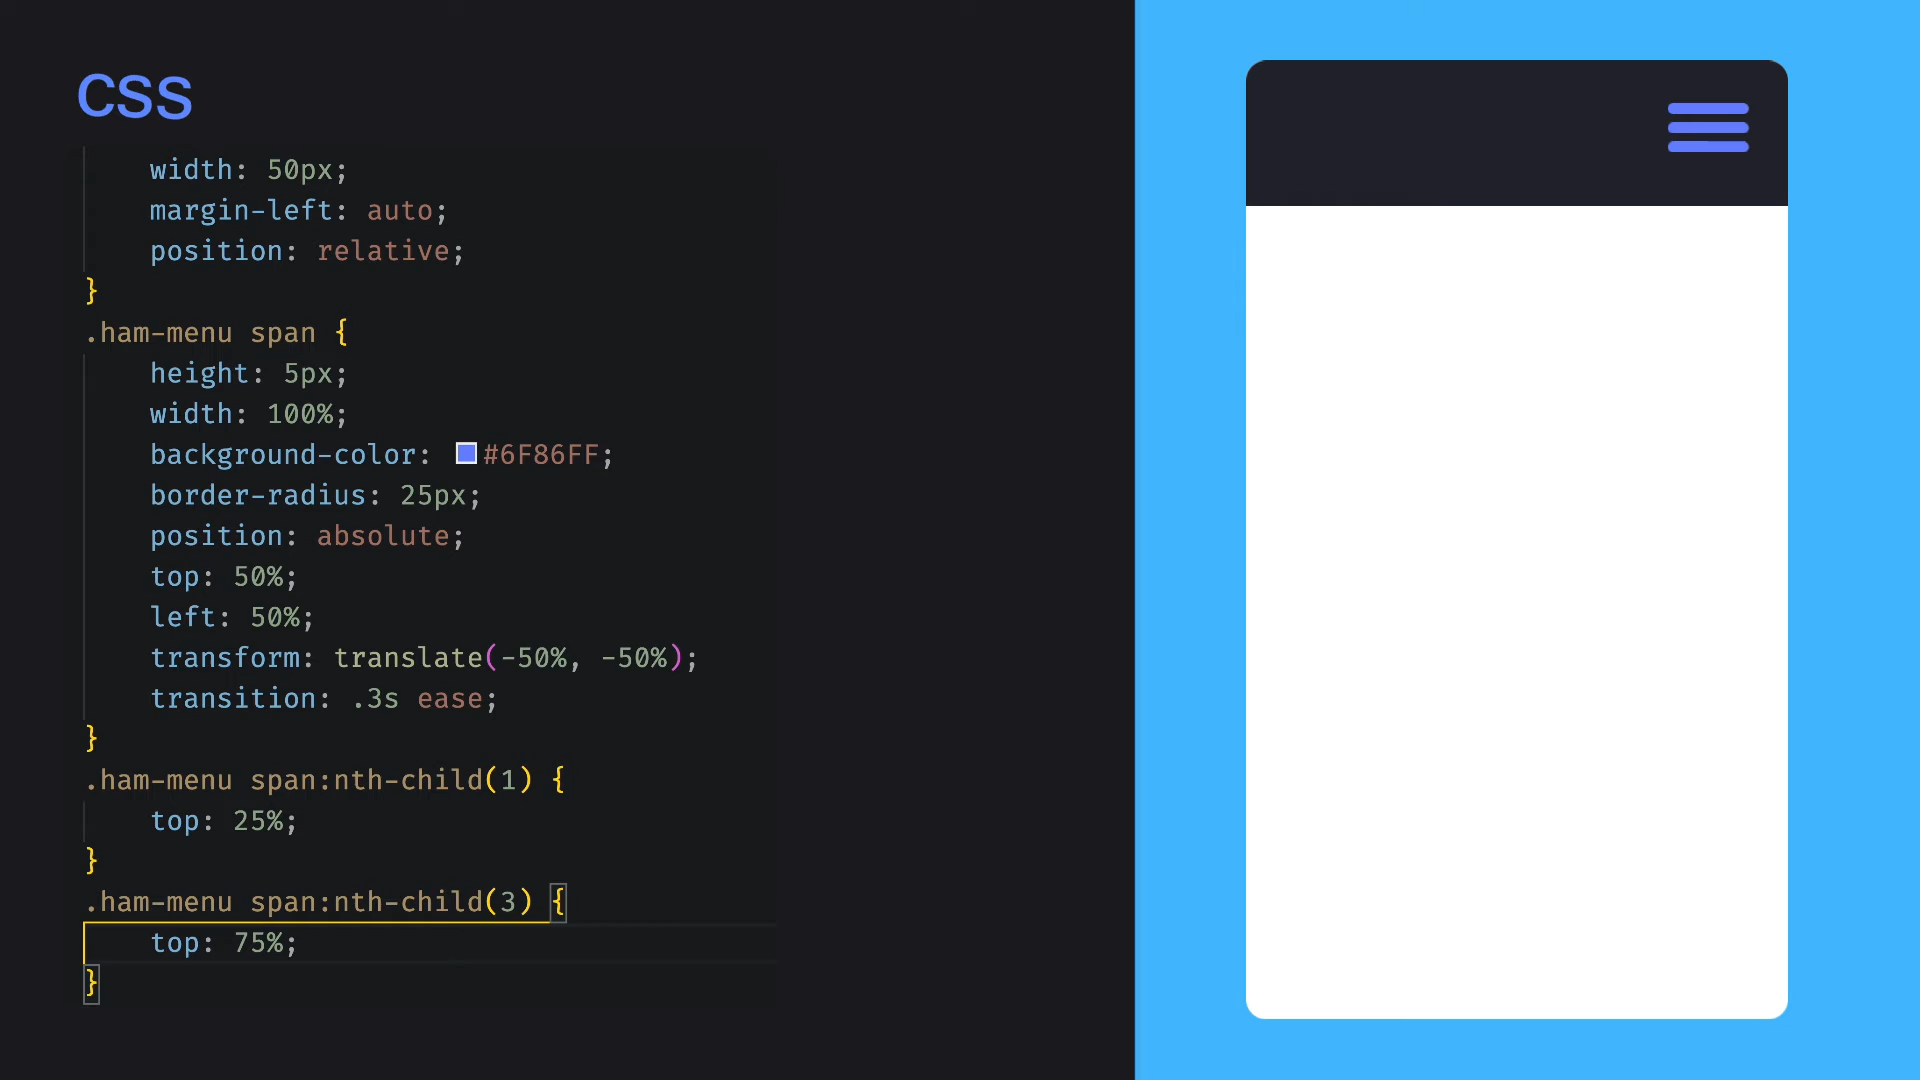 CSS
width: 50px;
margin-left: auto;
position: relative;
}
.ham-menu span {
height: 5px;
width: 100%;
background-color: #6F86FF;
border-radius: 25px;
position: absolute;
top: 50%;
left: 50%;
transform: translate(-50%, -50%);
transition: .3s ease;
}
.ham-menu span:nth-child(1) {
top: 25%;
}
.ham-menu span:nth-child(3) {
top: 75%;
}